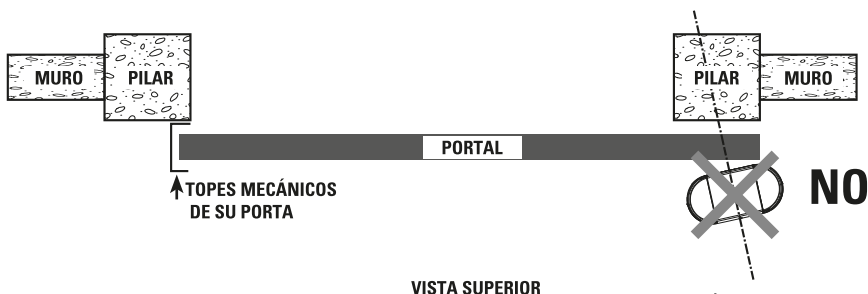 MURO
PILAR
PILAR
MURO
PORTAL
TOPES MECÁNICOS
DE SU PORTA
NO
VISTA SUPERIOR